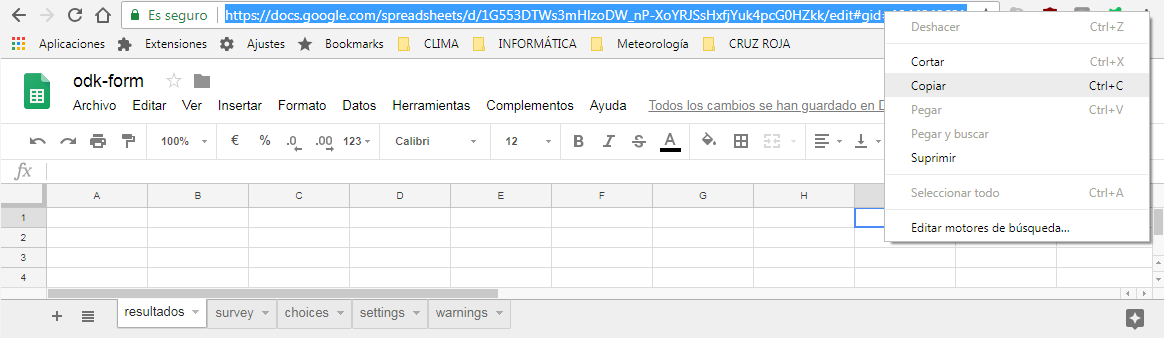 Es seguro https://docs.google.com/spreadsheets/d/1G553DTWs3mHIzoDW_nP-XoYRJSsHxfjYuk4pcG0HZkk/edit#gid=
Aplicaciones Extensiones Ajustes Bookmarks CLIMA INFORMÁTICA Meteorología CRUZ ROJA
odk-form
Archivo Editar Ver Insertar Formato Datos Herramientas Complementos Ayuda Todos los cambios se han guardado en D
100% € % .0 .00 123 Calibri 12 B I S A
fx
A B C D E F G H
1
2
3
4
resultados survey choices settings warnings
Deshacer Ctrl+Z
Cortar Ctrl+X
Copiar Ctrl+C
Pegar Ctrl+V
Pegar y buscar
Suprimir
Seleccionar todo Ctrl+A
Editar motores de búsqueda...